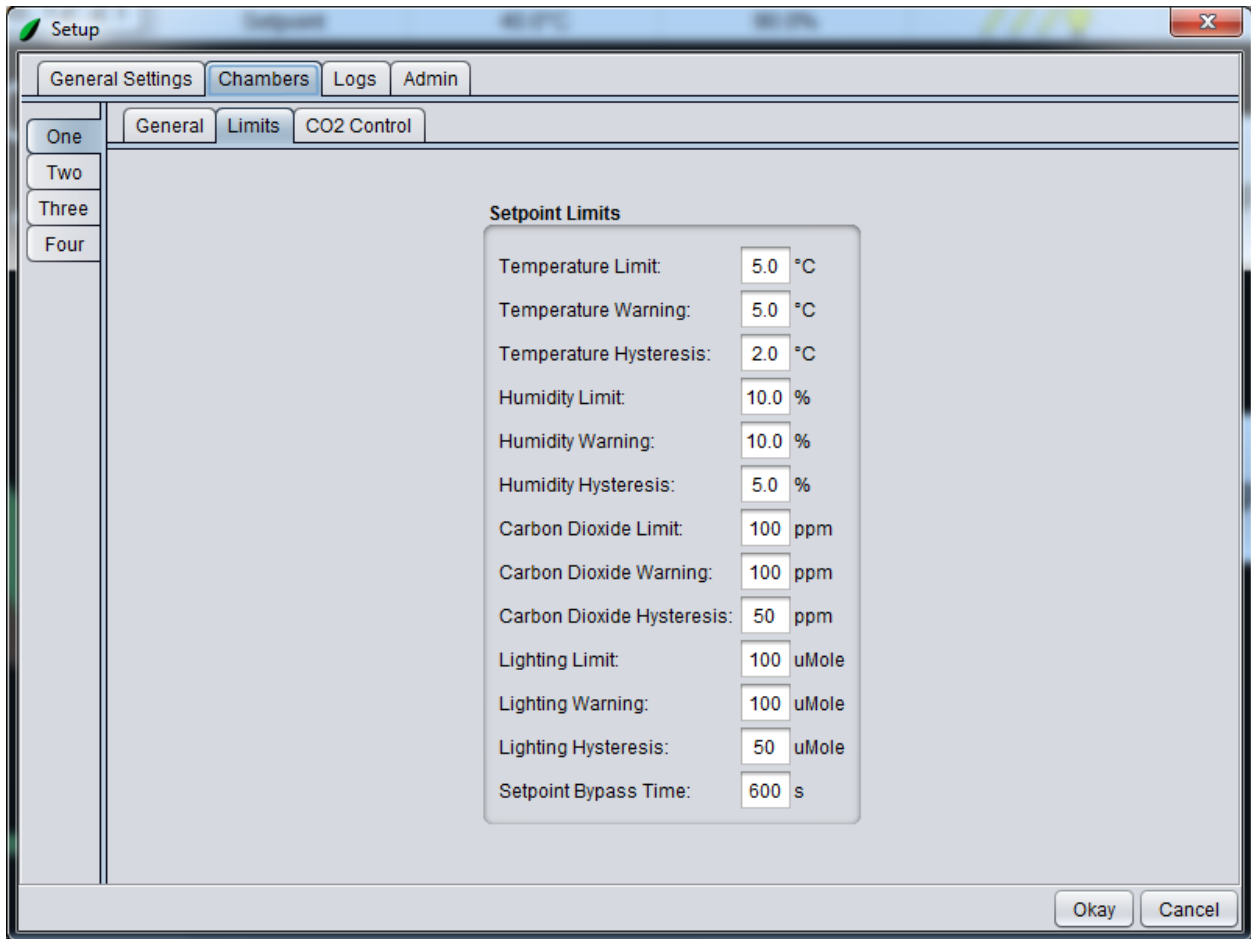 Setup
General Settings Chambers Logs Admin
General Limits CO2 Control
One
Two
Three
Four
Setpoint Limits
Temperature Limit: 5.0 °C
Temperature Warning: 5.0 °C
Temperature Hysteresis: 2.0 °C
Humidity Limit: 10.0 %
Humidity Warning: 10.0 %
Humidity Hysteresis: 5.0 %
Carbon Dioxide Limit: 100 ppm
Carbon Dioxide Warning: 100 ppm
Carbon Dioxide Hysteresis: 50 ppm
Lighting Limit: 100 uMole
Lighting Warning: 100 uMole
Lighting Hysteresis: 50 uMole
Setpoint Bypass Time: 600 s
Okay Cancel